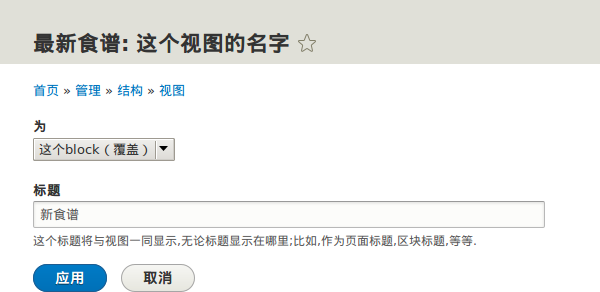 最新食谱: 这个视图的名字
首页 » 管理 » 结构 » 视图
为
这个block（覆盖）
标题
新食谱
这个标题将与视图一同显示,无论标题显示在哪里;比如,作为页面标题,区块标题,等等.
应用 取消